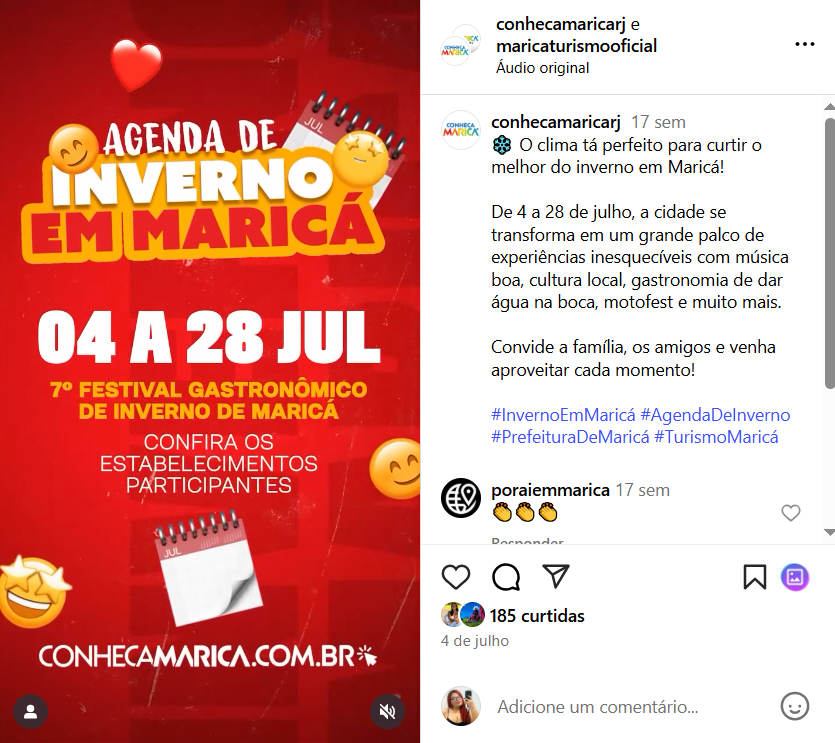 JUL
AGENDA DE
INVERNO
EM MARICÁ
04 A 28 JUL
7º FESTIVAL GASTRONÔMICO
DE INVERNO DE MARICÁ
CONFIRA OS
ESTABELECIMENTOS
PARTICIPANTES
JUL
CONHECAMARICA.COM.BR
conhecamaricarj e
maricaturismooficial
Áudio original
CONHEÇA
MARICÁ
conhecamaricarj 17 sem
O clima tá perfeito para curtir o
melhor do inverno em Maricá!
De 4 a 28 de julho, a cidade se
transforma em um grande palco de
experiências inesquecíveis com música
boa, cultura local, gastronomia de dar
água na boca, motofest e muito mais.
Convide a família, os amigos e venha
aproveitar cada momento!
#InvernoEmMaricá #AgendaDeInverno
#PrefeituraDeMaricá #TurismoMaricá
poraiemmarica 17 sem
👏👏👏
Responder
185 curtidas
4 de julho
Adicione um comentário...